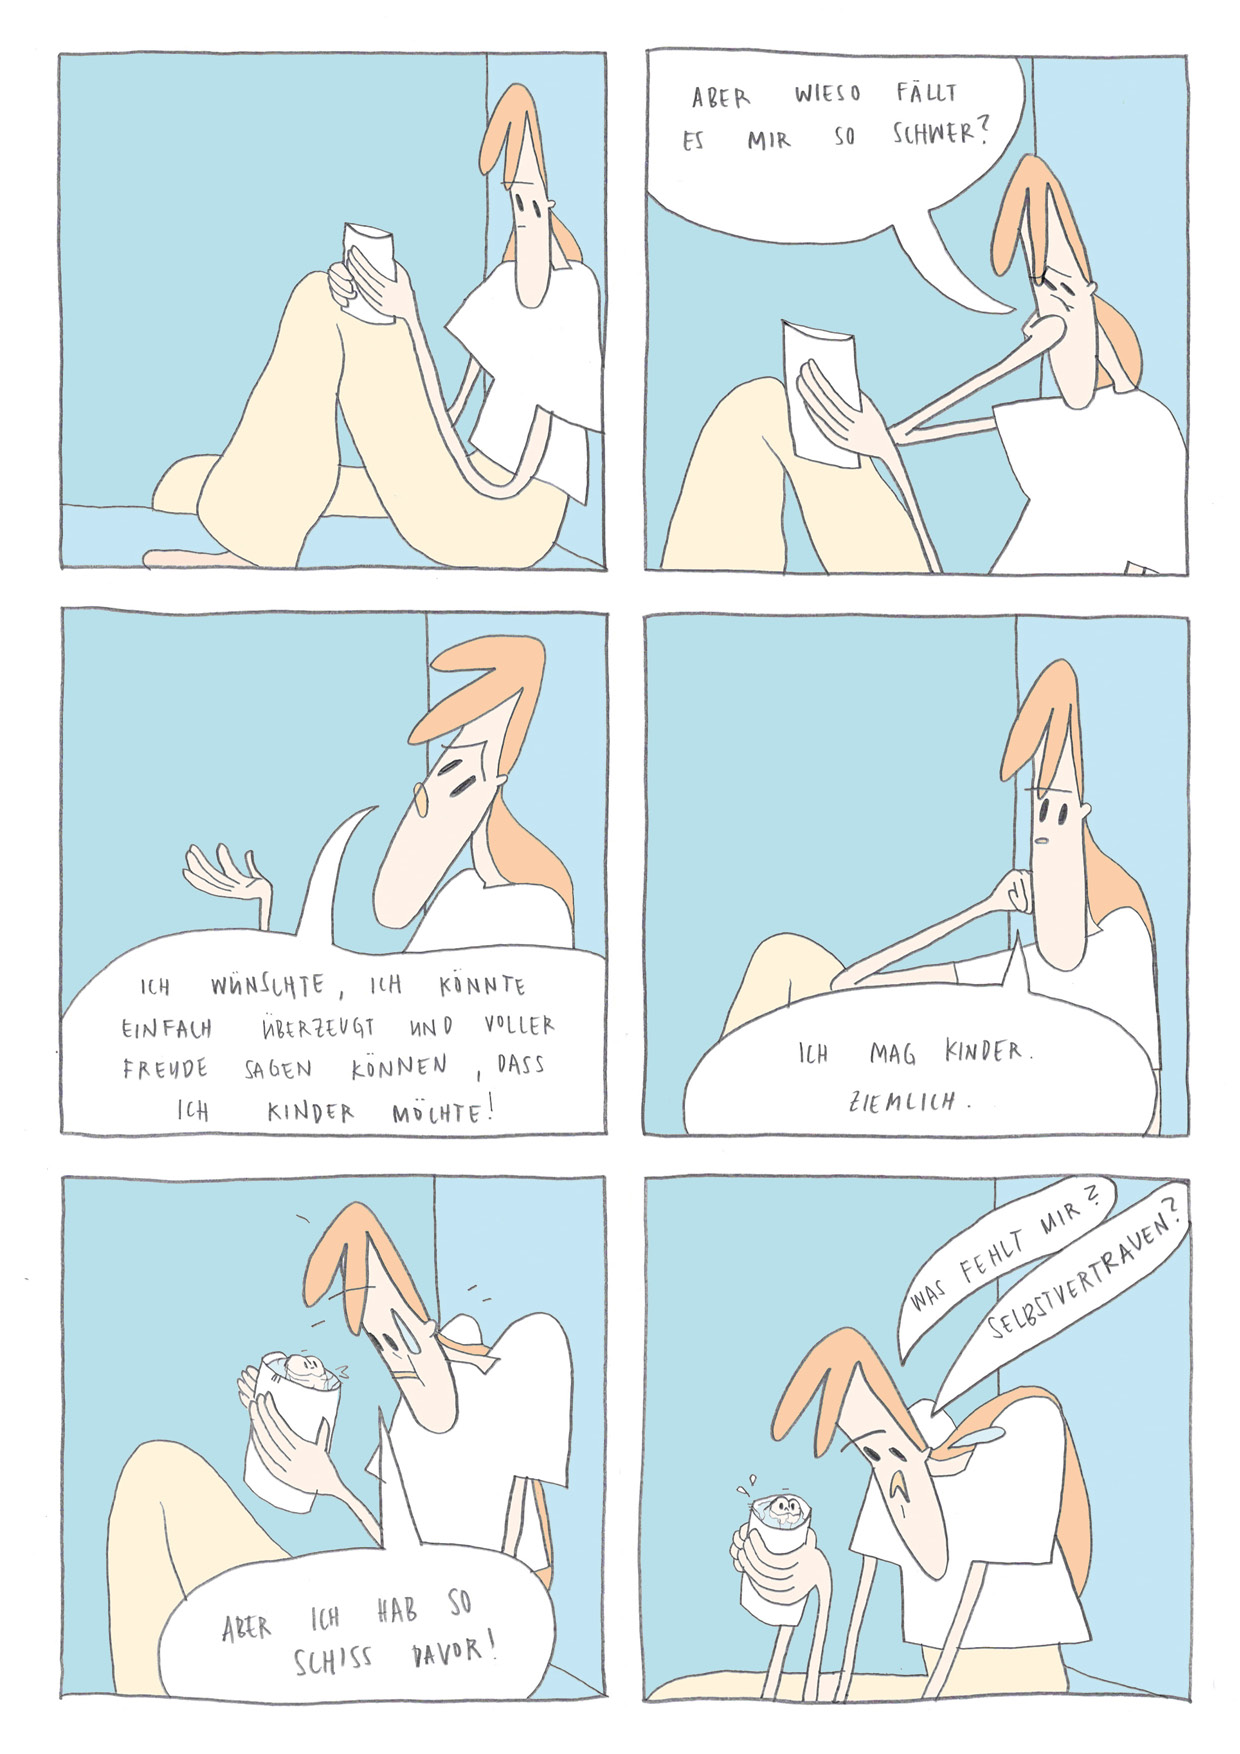 ABER WIESO FÄLLT
ES MIR SO SCHWER?
ICH WÜNSCHTE, ICH KÖNNTE
EINFACH ÜBERZEUGT UND VOLLER
FREUDE SAGEN KÖNNEN, DASS
ICH KINDER MÖCHTE!
ICH MAG KINDER.
ZIEMLICH.
ABER ICH HAB SO
SCHISS DAVOR!
WAS FEHLT MIR?
SELBSTVERTRAUEN?